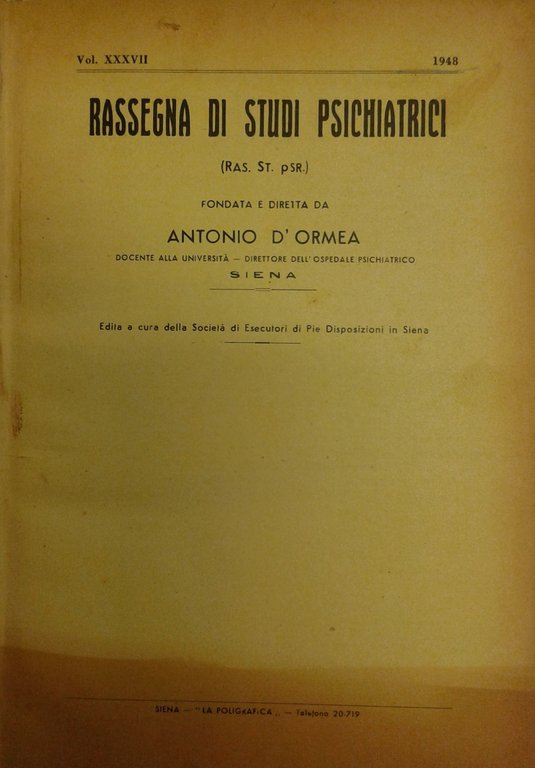 Vol. XXXVII 1948
RASSEGNA DI STUDI PSICHIATRICI
(RAS. ST. PSR.)
FONDATA E DIRETTA DA
ANTONIO D' ORMEA
DOCENTE ALLA UNIVERSITÀ — DIRETTORE DELL'OSPEDALE PSICHIATRICO
SIENA
Edita a cura della Società di Esecutori di Pie Disposizioni in Siena
SIENA — " LA POLIGRAFICA „ — Telefono 20-719